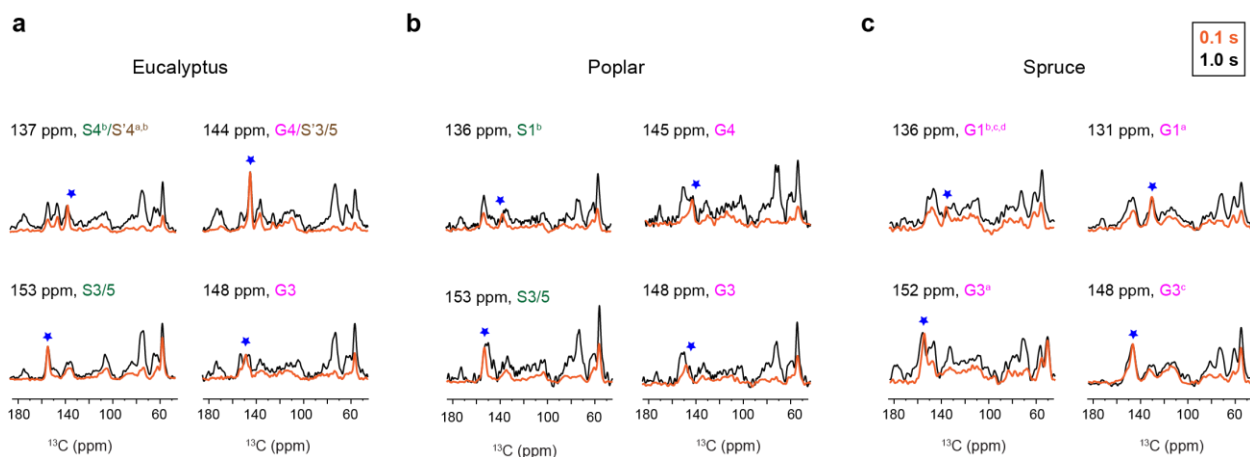 a
b
c
0.1 s
1.0 s
Eucalyptus
Poplar
Spruce
137 ppm, S4ᵇ/S'4ᵃ,ᵇ
144 ppm, G4/S'3/5
136 ppm, S1ᵇ
145 ppm, G4
136 ppm, G1ᵇ,ᶜ,ᵈ
131 ppm, G1ᵃ
153 ppm, S3/5
148 ppm, G3
153 ppm, S3/5
148 ppm, G3
152 ppm, G3ᵃ
148 ppm, G3ᶜ
180 140 100 60
180 140 100 60
180 140 100 60
180 140 100 60
180 140 100 60
180 140 100 60
¹³C (ppm)
¹³C (ppm)
¹³C (ppm)
¹³C (ppm)
¹³C (ppm)
¹³C (ppm)